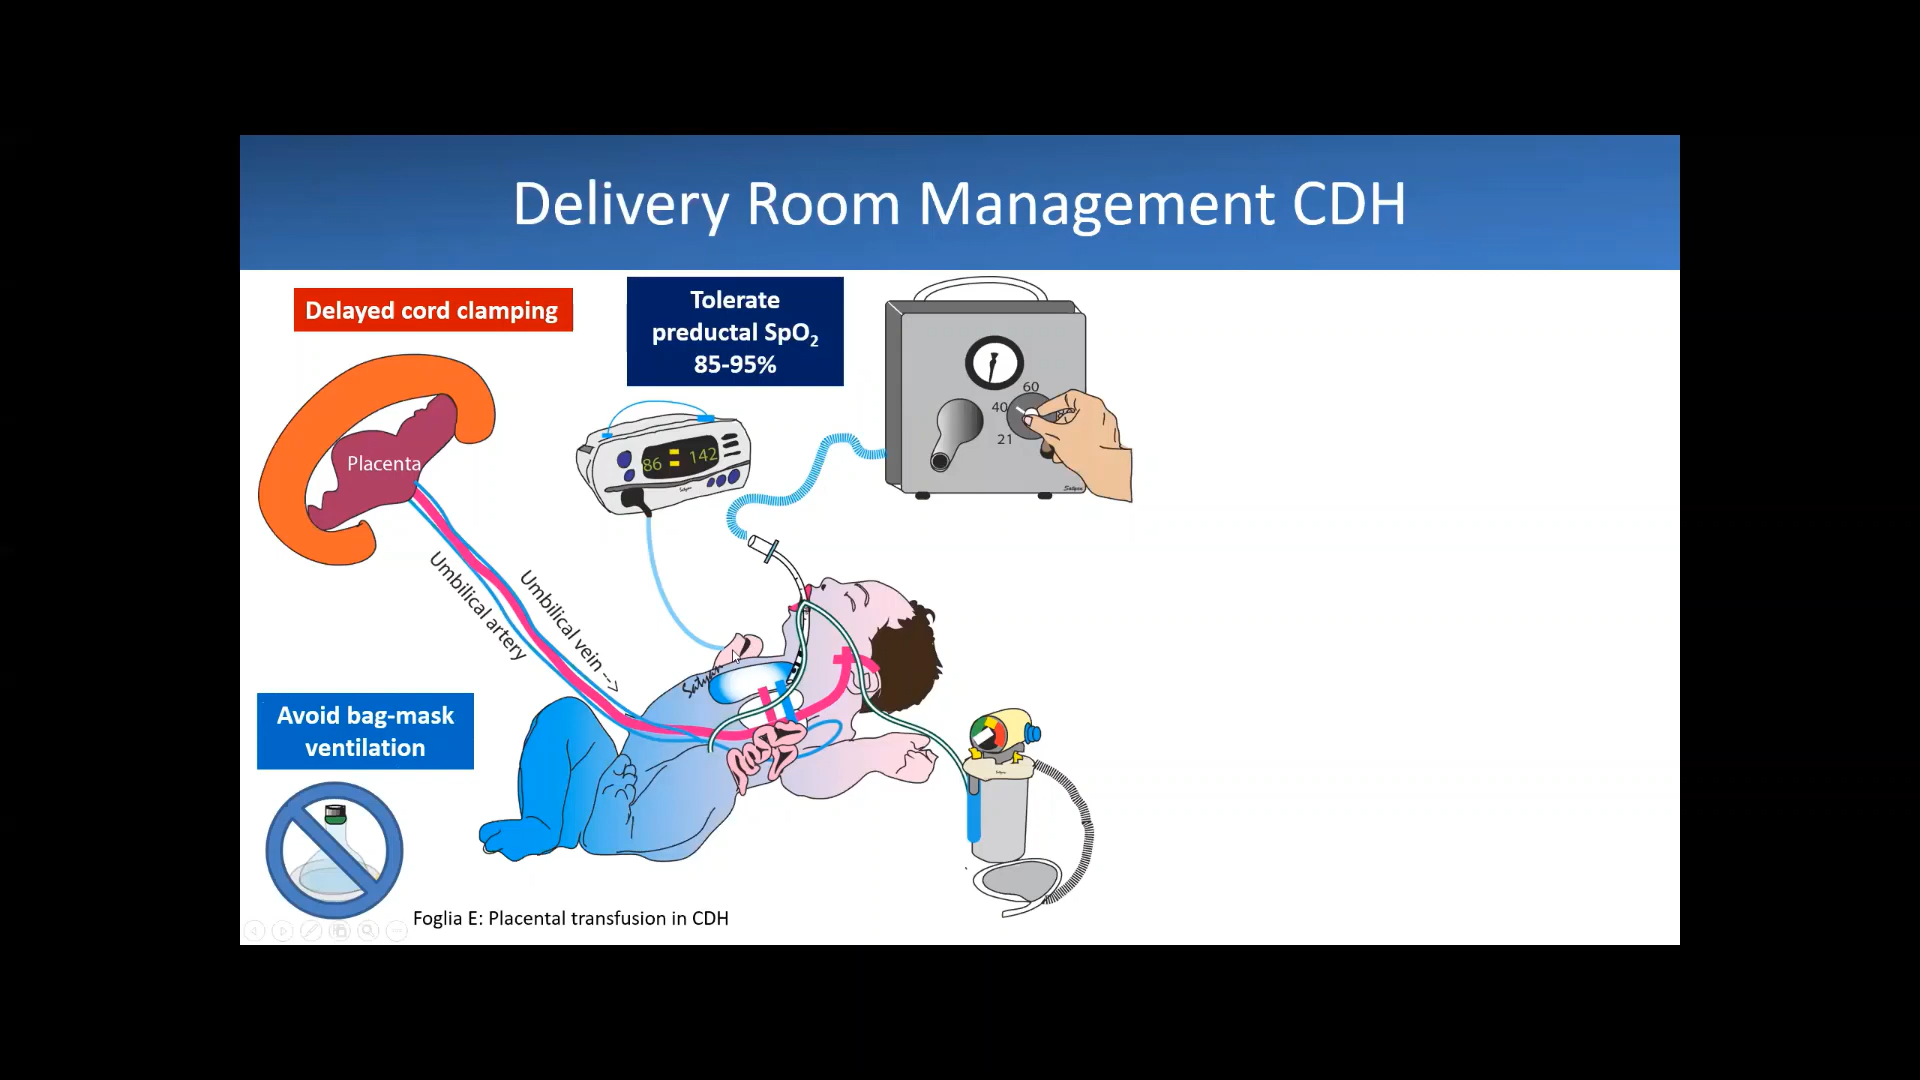 Delivery Room Management CDH
Delayed cord clamping
Tolerate
preductal SpO₂
85-95%
60
40
21
Placenta
86 142
Umbilical artery
Umbilical vein -->
Satyan
Avoid bag-mask
ventilation
Foglia E: Placental transfusion in CDH